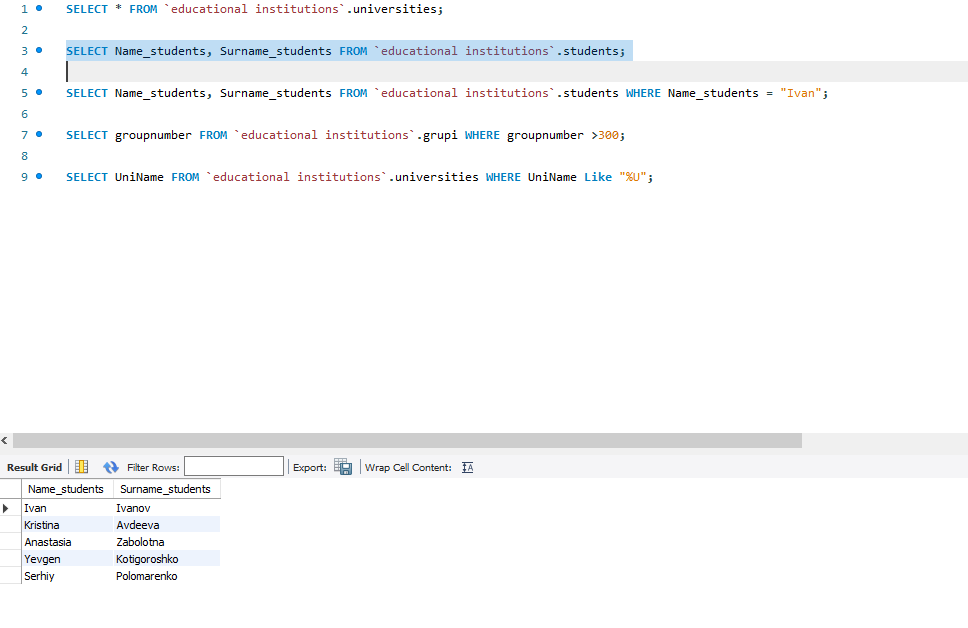 1 SELECT * FROM `educational institutions`.universities;
2
3 SELECT Name_students, Surname_students FROM `educational institutions`.students;
4
5 SELECT Name_students, Surname_students FROM `educational institutions`.students WHERE Name_students = "Ivan";
6
7 SELECT groupnumber FROM `educational institutions`.grupi WHERE groupnumber >300;
8
9 SELECT UniName FROM `educational institutions`.universities WHERE UniName Like "%U";
Result Grid Filter Rows: Export: Wrap Cell Content: IA
Name_students Surname_students
Ivan Ivanov
Kristina Avdeeva
Anastasia Zabolotna
Yevgen Kotigoroshko
Serhiy Polomarenko